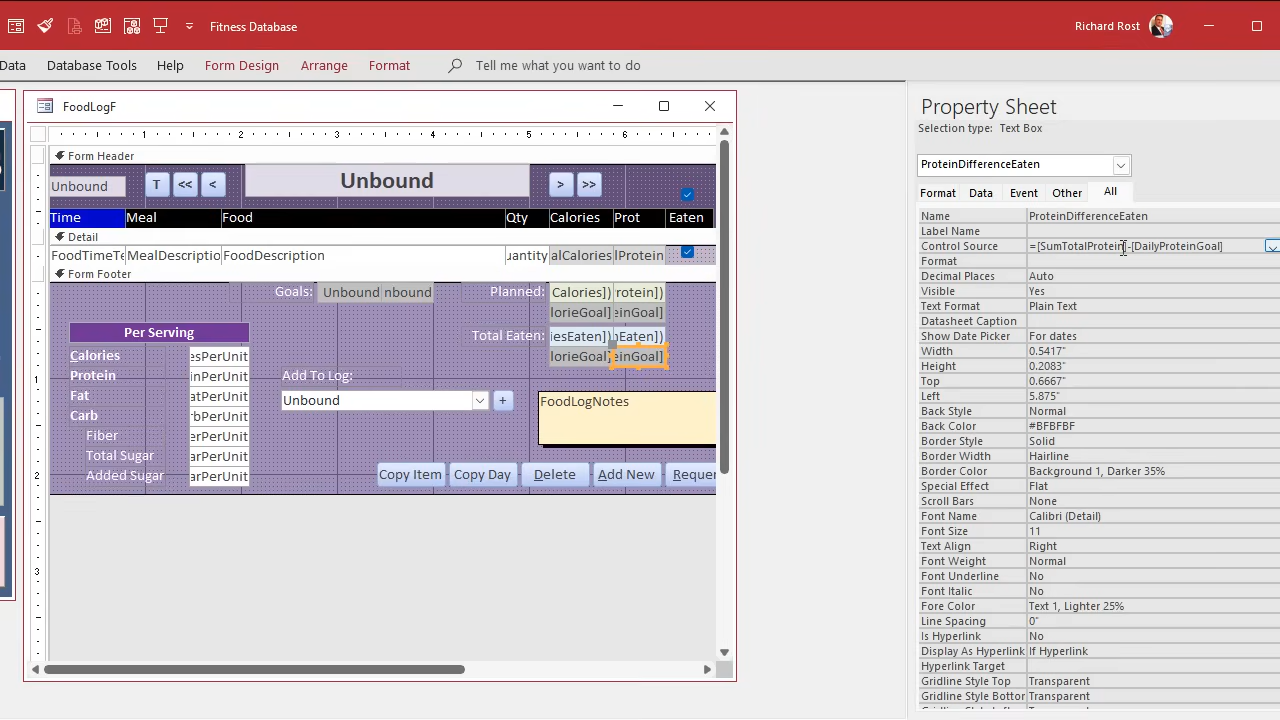 Fitness Database
Richard Rost
Data Database Tools Help Form Design Arrange Format Tell me what you want to do
FoodLogF
1 2 3 4 5 6
Form Header
Unbound T << < Unbound > >>
Time Meal Food Qty Calories Prot Eaten
Detail
FoodTimeTe MealDescriptio FoodDescription uantity alCalories lProtein
Form Footer
Goals: Unbound nbound Planned: Calories]) rotein])
lorieGoal] einGoal]
Per Serving Total Eaten: iesEaten]) Eaten])
Calories esPerUnit lorieGoal] einGoal]
Protein inPerUnit Add To Log:
Fat atPerUnit Unbound + FoodLogNotes
Carb rbPerUnit
Fiber erPerUnit
Total Sugar arPerUnit
Added Sugar arPerUnit Copy Item Copy Day Delete Add New Reque
1
2
3
Property Sheet
Selection type: Text Box
ProteinDifferenceEaten
Format Data Event Other All
Name ProteinDifferenceEaten
Label Name
Control Source =[SumTotalProtein]-[DailyProteinGoal]
Format
Decimal Places Auto
Visible Yes
Text Format Plain Text
Datasheet Caption
Show Date Picker For dates
Width 0.5417"
Height 0.2083"
Top 0.6667"
Left 5.875"
Back Style Normal
Back Color #BFBFBF
Border Style Solid
Border Width Hairline
Border Color Background 1, Darker 35%
Special Effect Flat
Scroll Bars None
Font Name Calibri (Detail)
Font Size 11
Text Align Right
Font Weight Normal
Font Underline No
Font Italic No
Fore Color Text 1, Lighter 25%
Line Spacing 0"
Is Hyperlink No
Display As Hyperlink If Hyperlink
Hyperlink Target
Gridline Style Top Transparent
Gridline Style Bottor Transparent